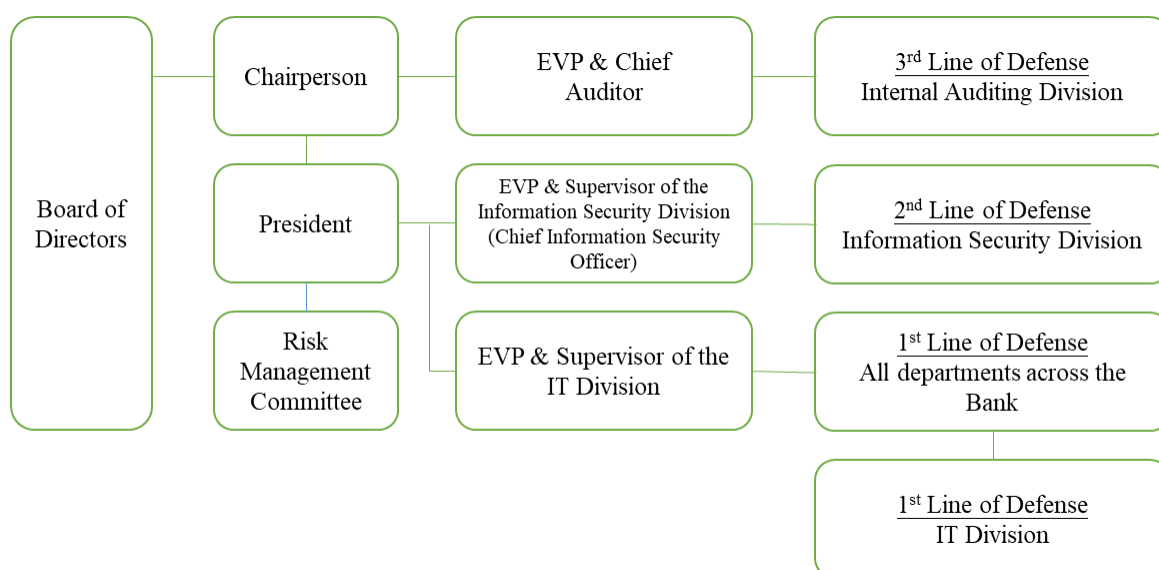 Board of
Directors
Chairperson
EVP & Chief
Auditor
3rd Line of Defense
Internal Auditing Division
President
EVP & Supervisor of the
Information Security Division
(Chief Information Security
Officer)
2nd Line of Defense
Information Security Division
Risk
Management
Committee
EVP & Supervisor of the
IT Division
1st Line of Defense
All departments across the
Bank
1st Line of Defense
IT Division